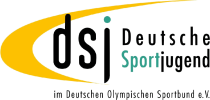 dsj Deutsche
Sportjugend
im Deutschen Olympischen Sportbund e.V.